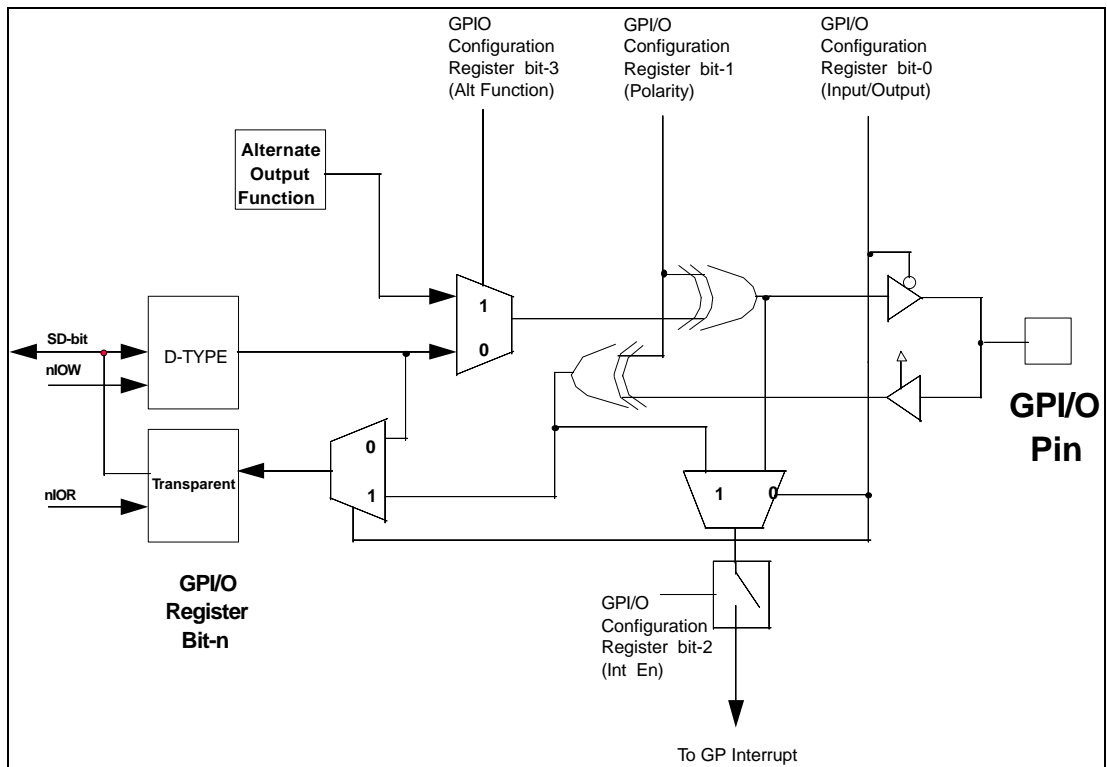 GPIO
Configuration
Register bit-3
(Alt Function)
GPI/O
Configuration
Register bit-1
(Polarity)
GPI/O
Configuration
Register bit-0
(Input/Output)
Alternate
Output
Function
1
0
SD-bit
D-TYPE
nIOW
0
1
Transparent
nIOR
1
0
GPI/O
Pin
GPI/O
Register
Bit-n
GPI/O
Configuration
Register bit-2
(Int En)
To GP Interrupt